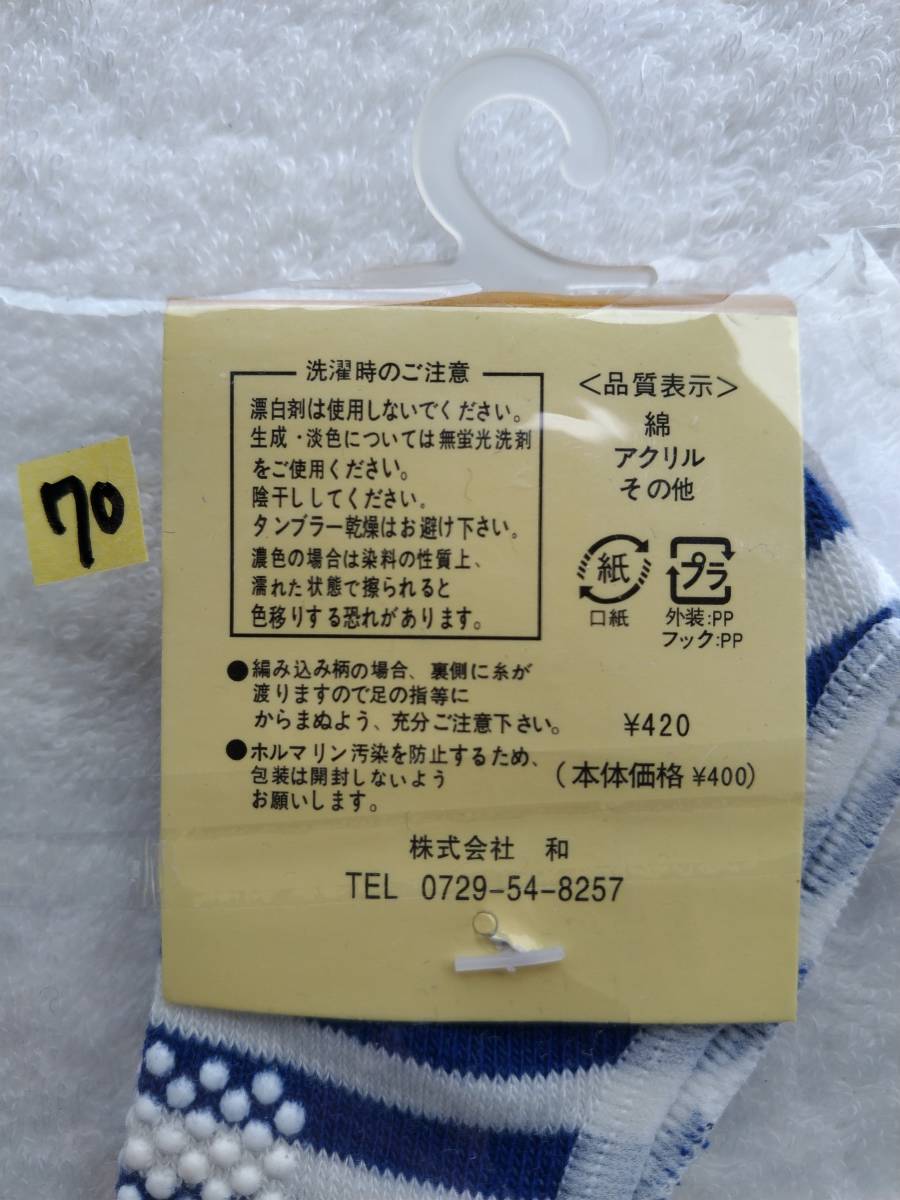 70
洗濯時のご注意
漂白剤は使用しないでください。
生成・淡色については無蛍光洗剤
をご使用ください。
陰干ししてください。
タンブラー乾燥はお避け下さい。
濃色の場合は染料の性質上、
濡れた状態で擦られると
色移りする恐れがあります。
＜品質表示＞
綿
アクリル
その他
紙
口紙
プラ
外装:PP
フック:PP
●編み込み柄の場合、裏側に糸が
渡りますので足の指等に
からまぬよう、充分ご注意下さい。
●ホルマリン汚染を防止するため、
包装は開封しないよう
お願いします。
¥420
(本体価格 ¥400)
株式会社　和
TEL 0729-54-8257